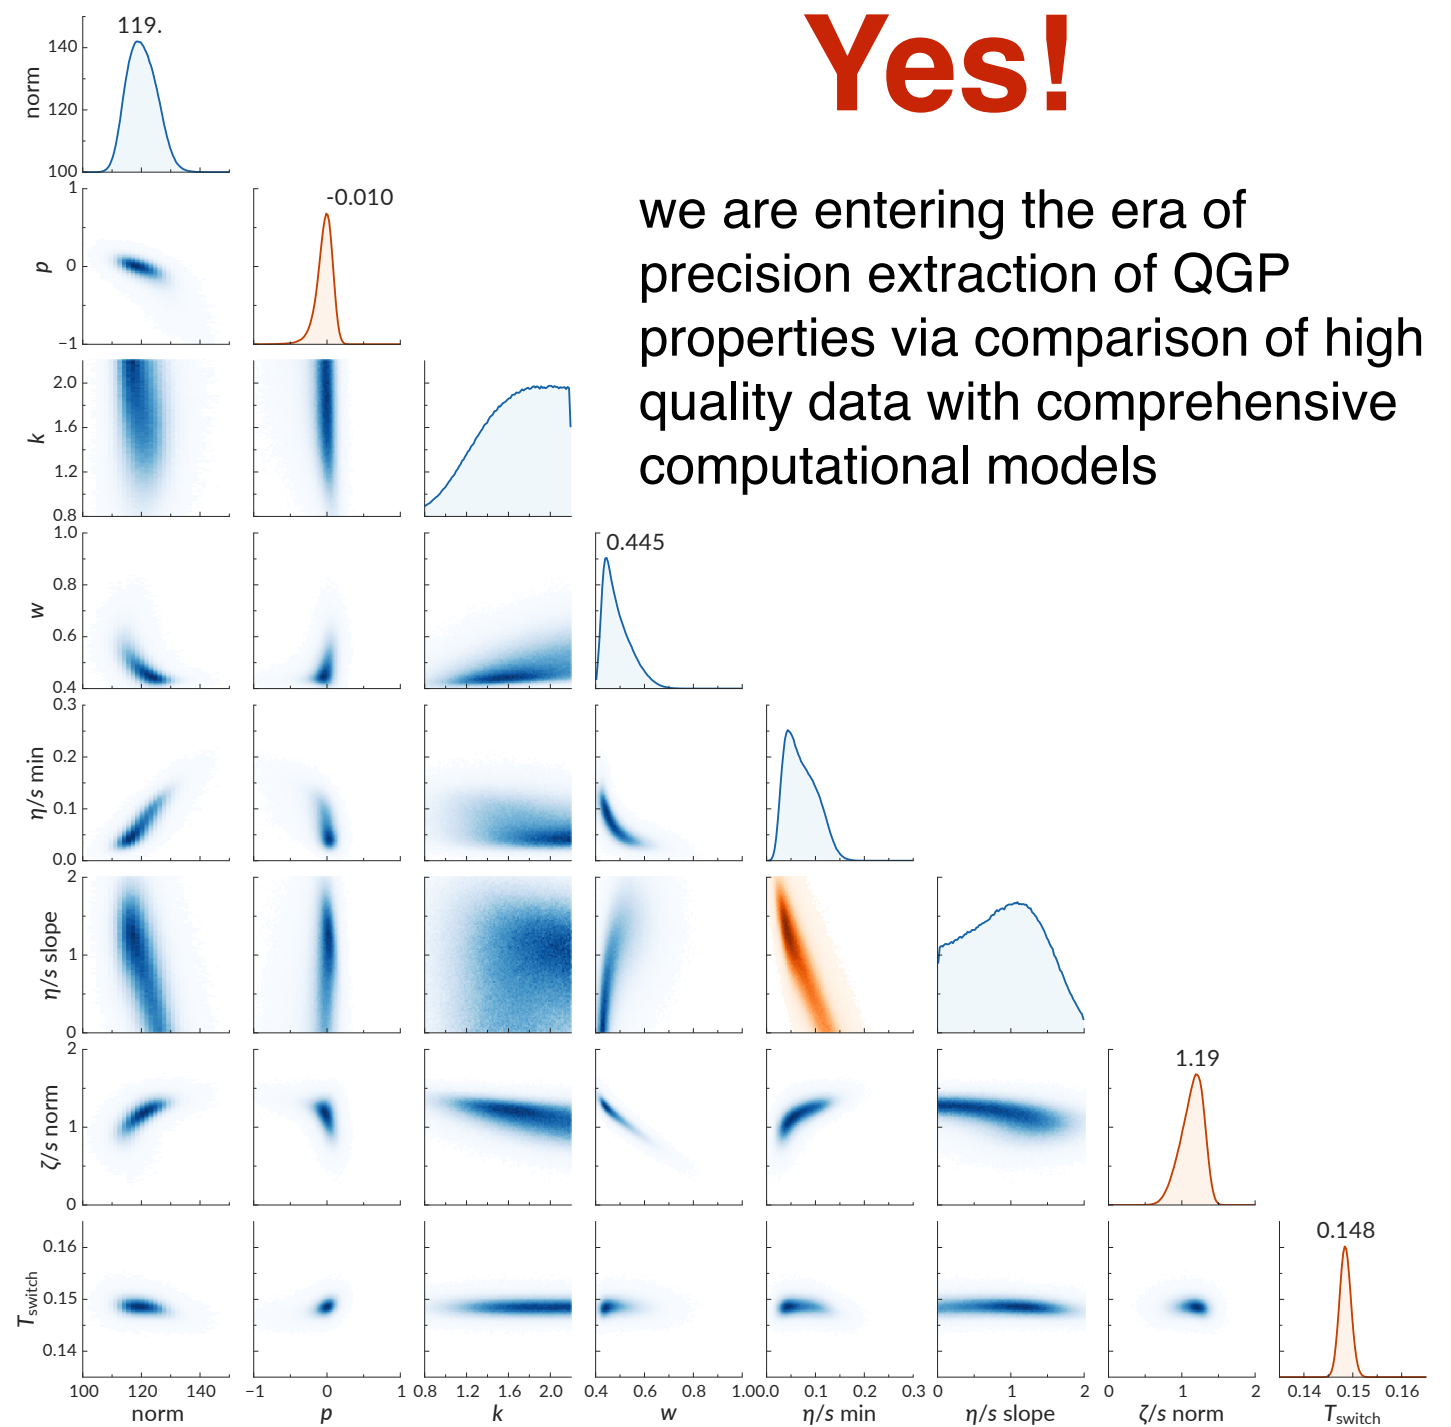 Yes!
we are entering the era of
precision extraction of QGP
properties via comparison of high
quality data with comprehensive
computational models
119.
norm
140
120
100
-0.010
p
1
0
−1
k
2.0
1.6
1.2
0.8
0.445
w
1.0
0.8
0.6
0.4
η/s min
0.3
0.2
0.1
0.0
η/s slope
2
1
0
1.19
ζ/s norm
2
1
0
0.148
T_switch
0.16
0.15
0.14
100 120 140 −1 0 1 0.8 1.2 1.6 2.0 0.4 0.6 0.8 1.0 0.0 0.1 0.2 0.3 0 1 2 0 1 2 0.14 0.15 0.16
norm p k w η/s min η/s slope ζ/s norm T_switch